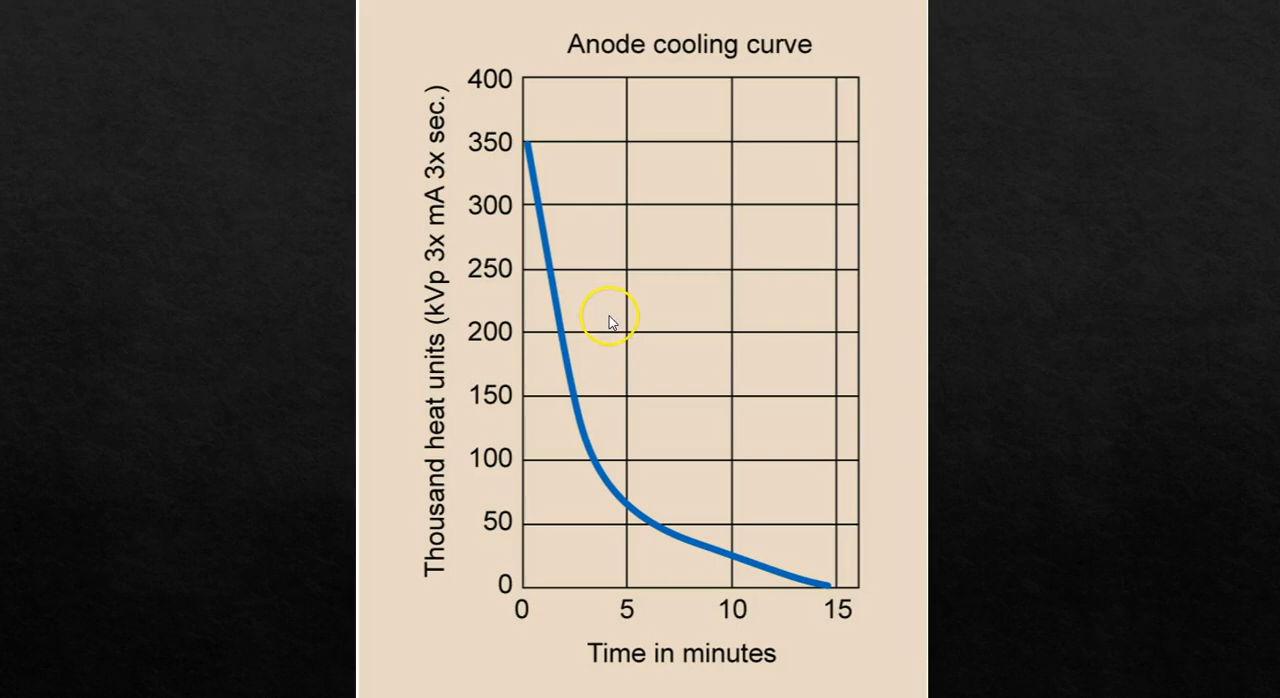 Anode cooling curve
Thousand heat units (kVp 3x mA 3x sec.)
400
350
300
250
200
150
100
50
0
0 5 10 15
Time in minutes